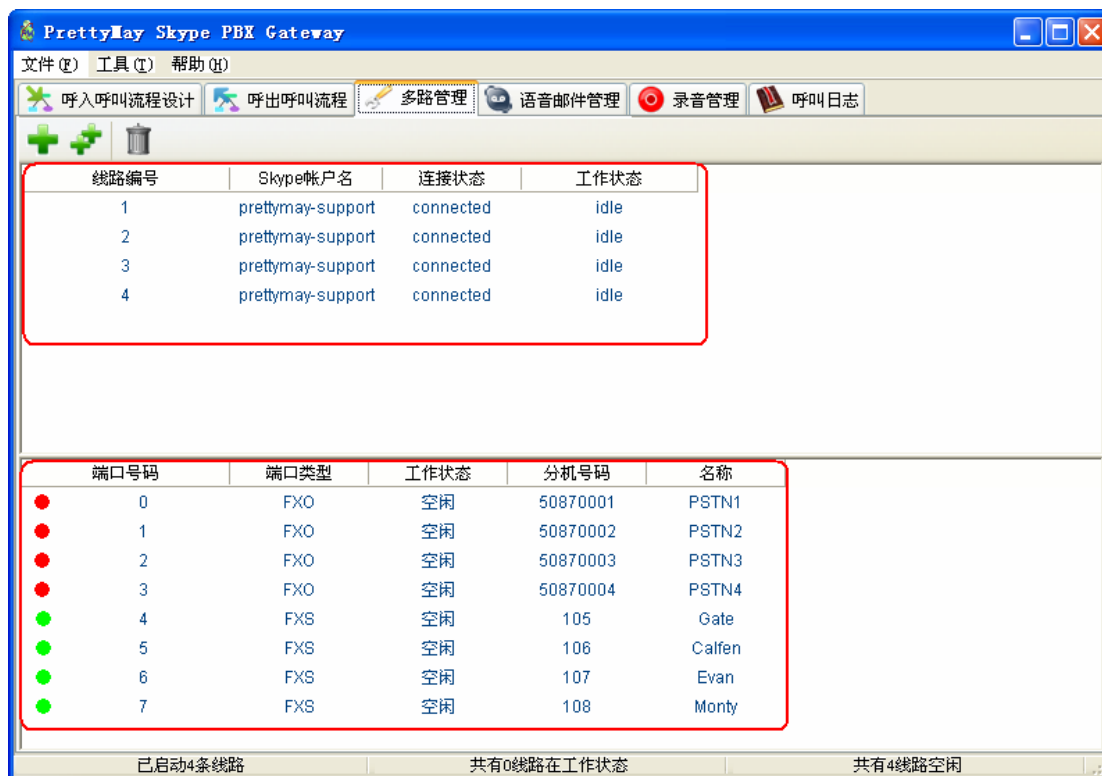 PrettyMay Skype PBX Gateway
文件(F) 工具(T) 帮助(H)
呼入呼叫流程设计 呼出呼叫流程 多路管理 语音邮件管理 录音管理 呼叫日志
线路编号 Skype帐户名 连接状态 工作状态
1 prettymay-support connected idle
2 prettymay-support connected idle
3 prettymay-support connected idle
4 prettymay-support connected idle
端口号码 端口类型 工作状态 分机号码 名称
0 FXO 空闲 50870001 PSTN1
1 FXO 空闲 50870002 PSTN2
2 FXO 空闲 50870003 PSTN3
3 FXO 空闲 50870004 PSTN4
4 FXS 空闲 105 Gate
5 FXS 空闲 106 Calfen
6 FXS 空闲 107 Evan
7 FXS 空闲 108 Monty
已启动4条线路 共有0线路在工作状态 共有4线路空闲